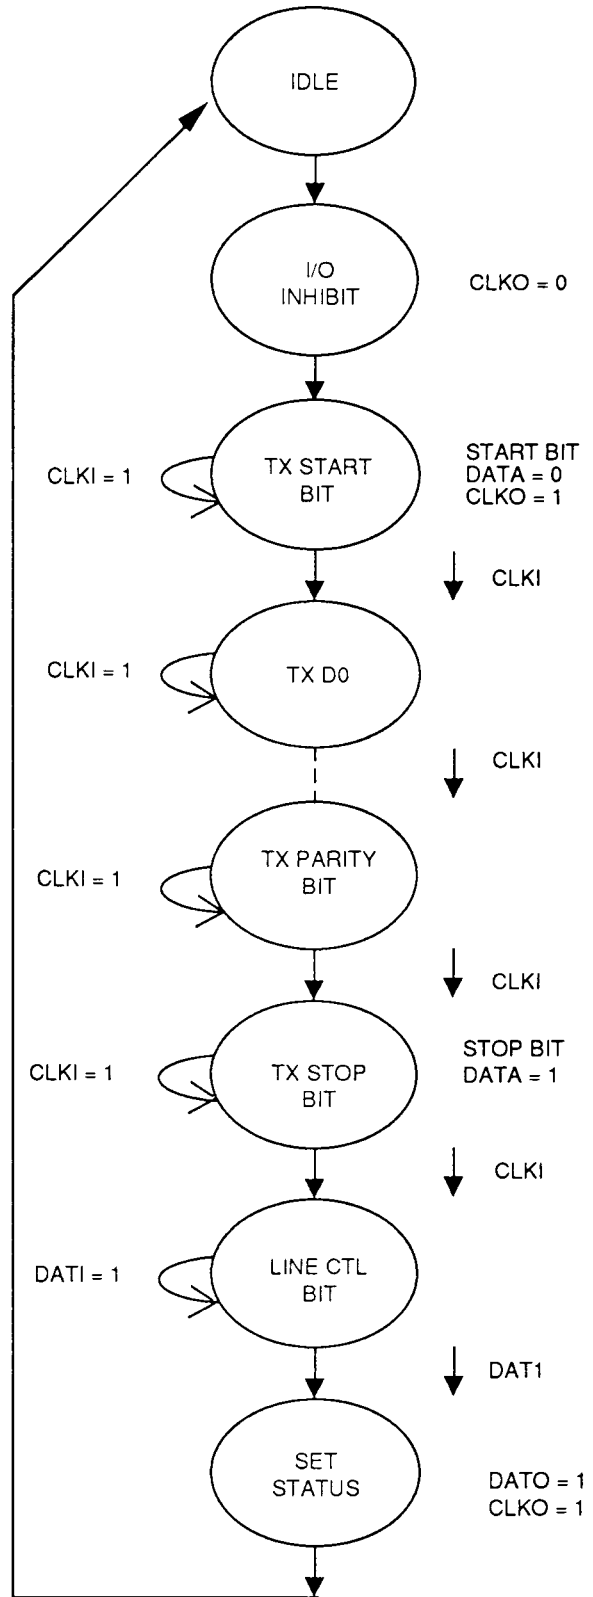 IDLE
I/O
INHIBIT
CLKO = 0
CLKI = 1
TX START
BIT
START BIT
DATA = 0
CLKO = 1
CLKI
CLKI = 1
TX D0
CLKI
CLKI = 1
TX PARITY
BIT
CLKI
CLKI = 1
TX STOP
BIT
STOP BIT
DATA = 1
CLKI
DATI = 1
LINE CTL
BIT
DAT1
SET
STATUS
DATO = 1
CLKO = 1